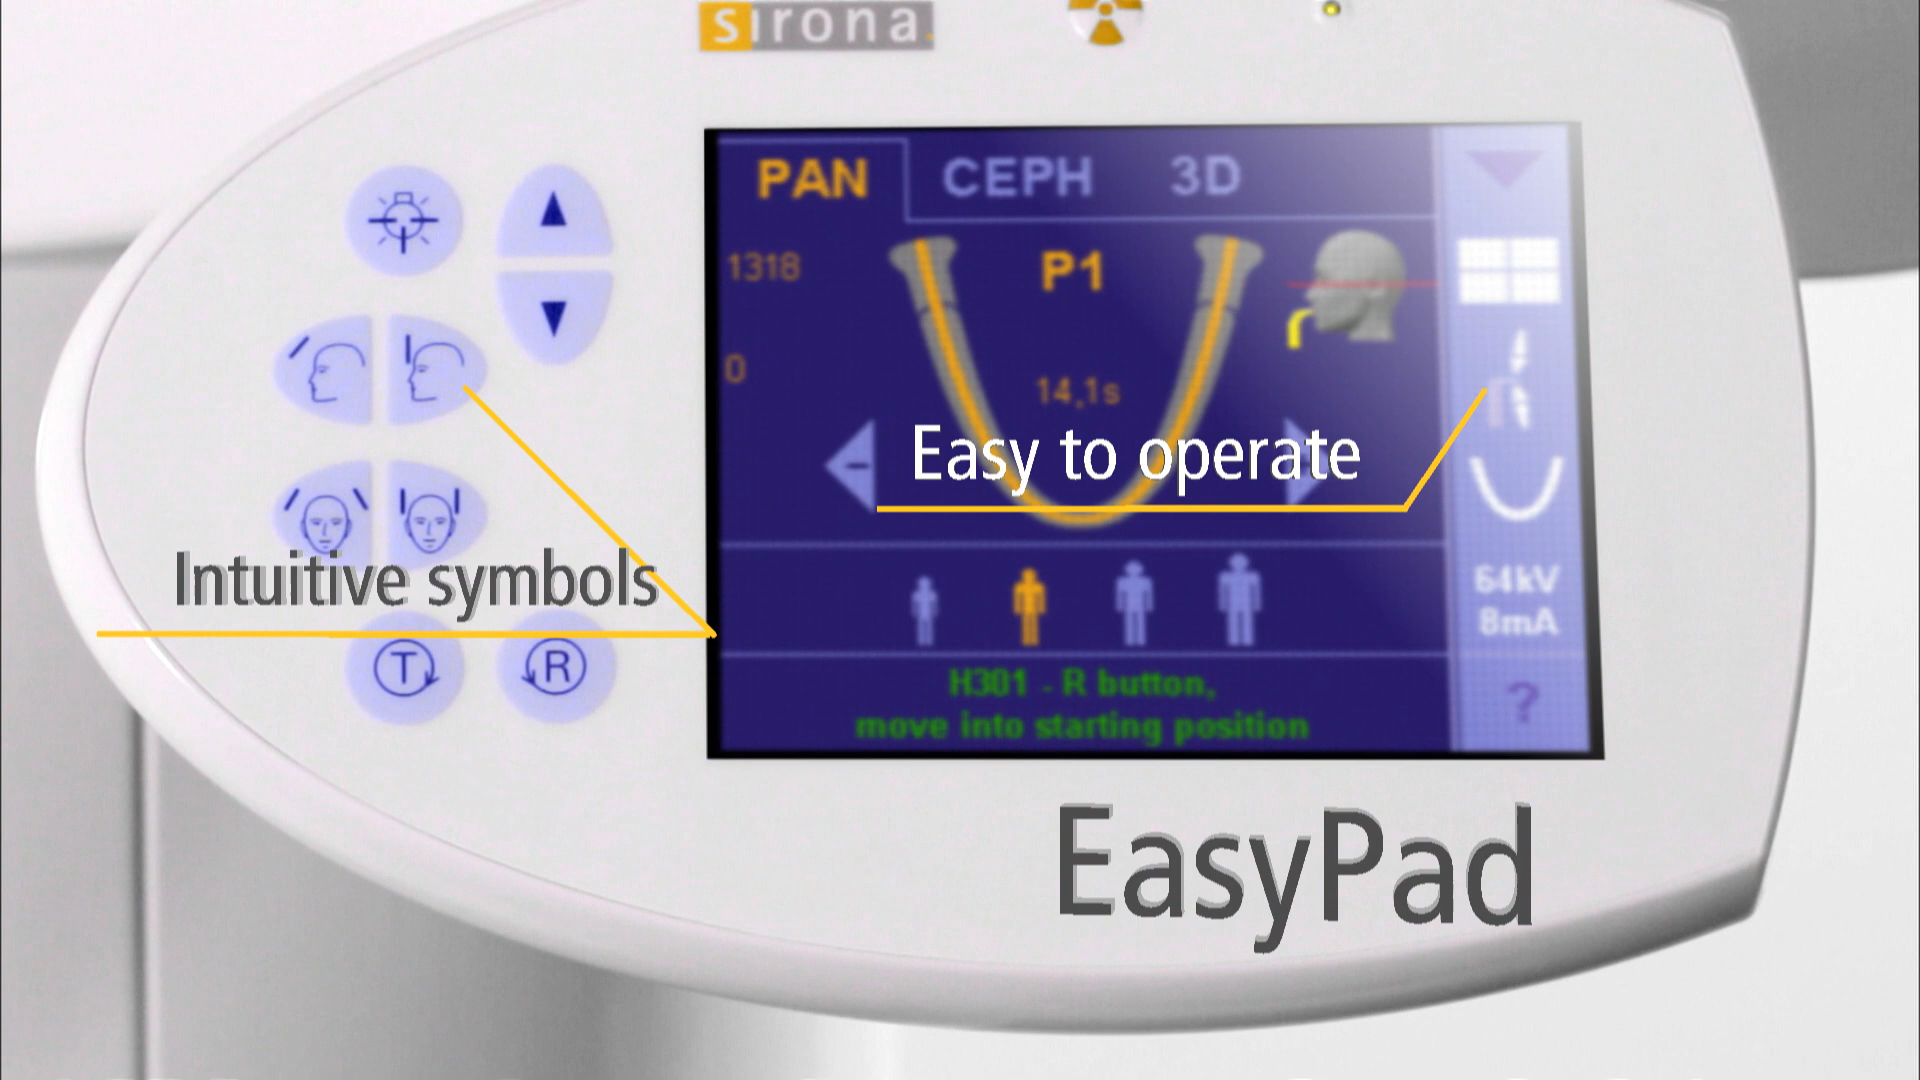 sirona.
PAN CEPH 3D
1318
P1
0
14,1s
Easy to operate
Intuitive symbols
64kV
8mA
T R
H301 - R button,
move into starting position
?
EasyPad